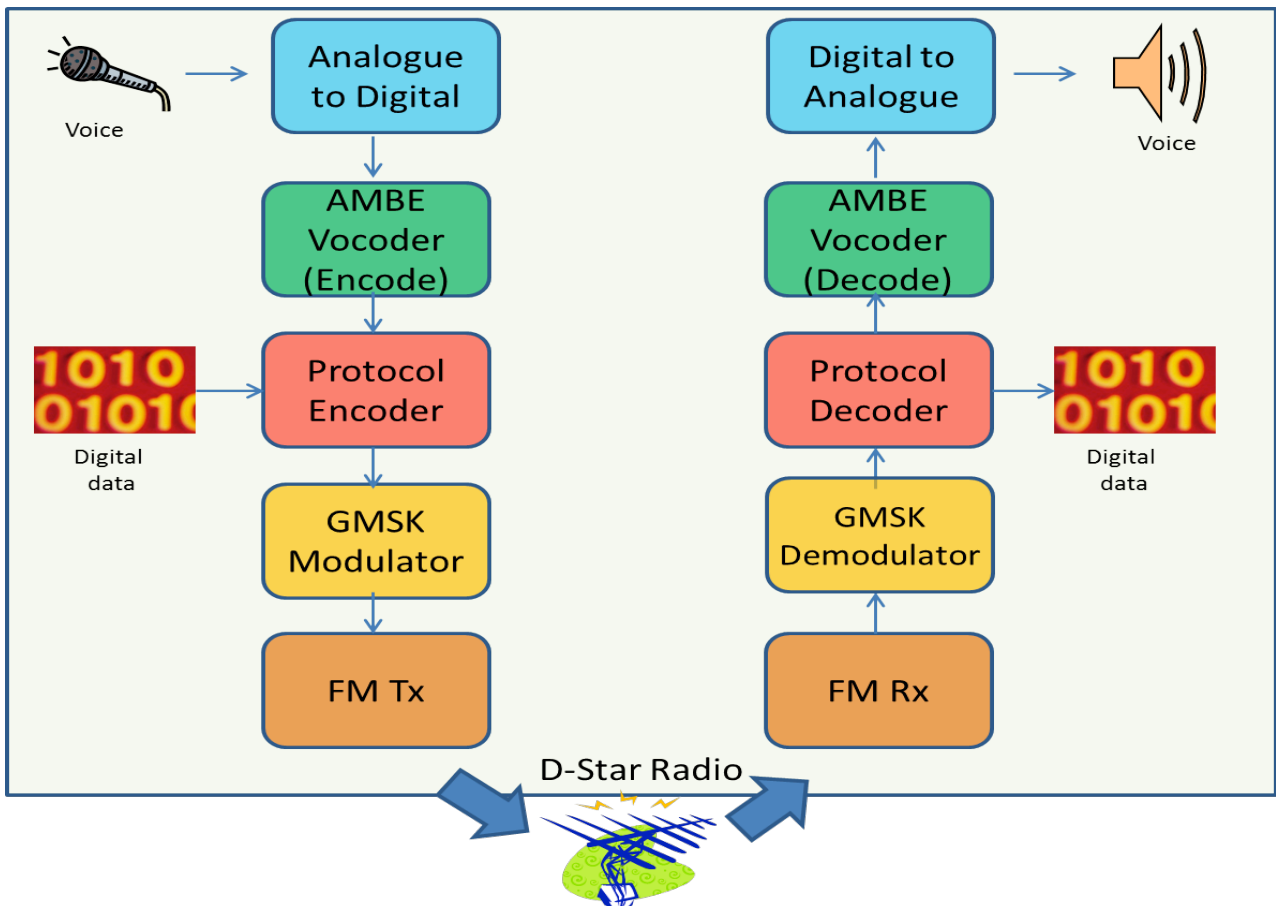 Voice
Analogue
to Digital
AMBE
Vocoder
(Encode)
1010
01010
Digital
data
Protocol
Encoder
GMSK
Modulator
FM Tx
Digital to
Analogue
Voice
AMBE
Vocoder
(Decode)
Protocol
Decoder
1010
01010
Digital
data
GMSK
Demodulator
FM Rx
D-Star Radio